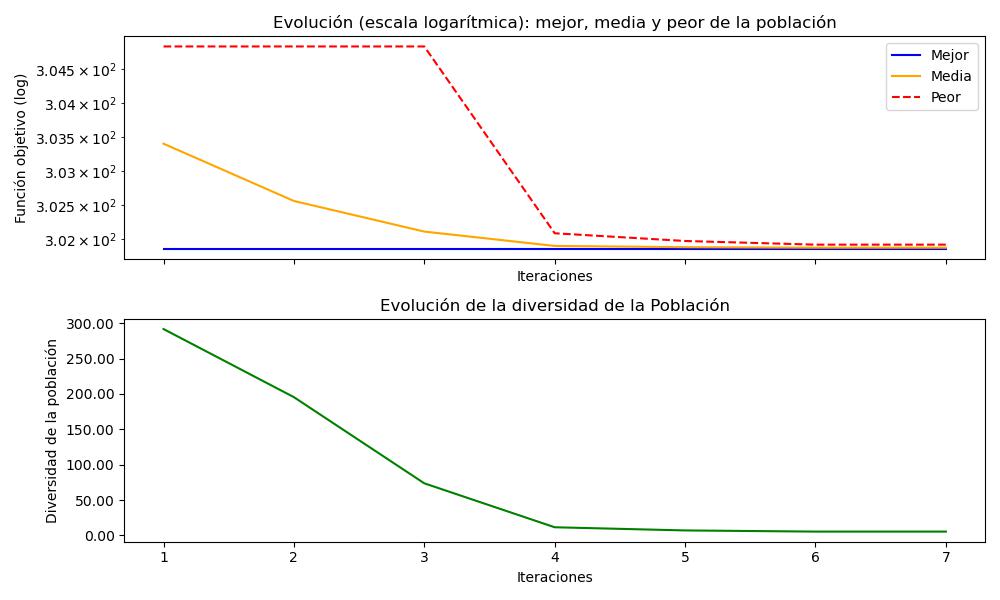 Evolución (escala logarítmica): mejor, media y peor de la población
Función objetivo (log)
3.045 × 10²
3.04 × 10²
3.035 × 10²
3.03 × 10²
3.025 × 10²
3.02 × 10²
Mejor
Media
Peor
Iteraciones
Evolución de la diversidad de la Población
Diversidad de la población
300.00
250.00
200.00
150.00
100.00
50.00
0.00
1 2 3 4 5 6 7
Iteraciones